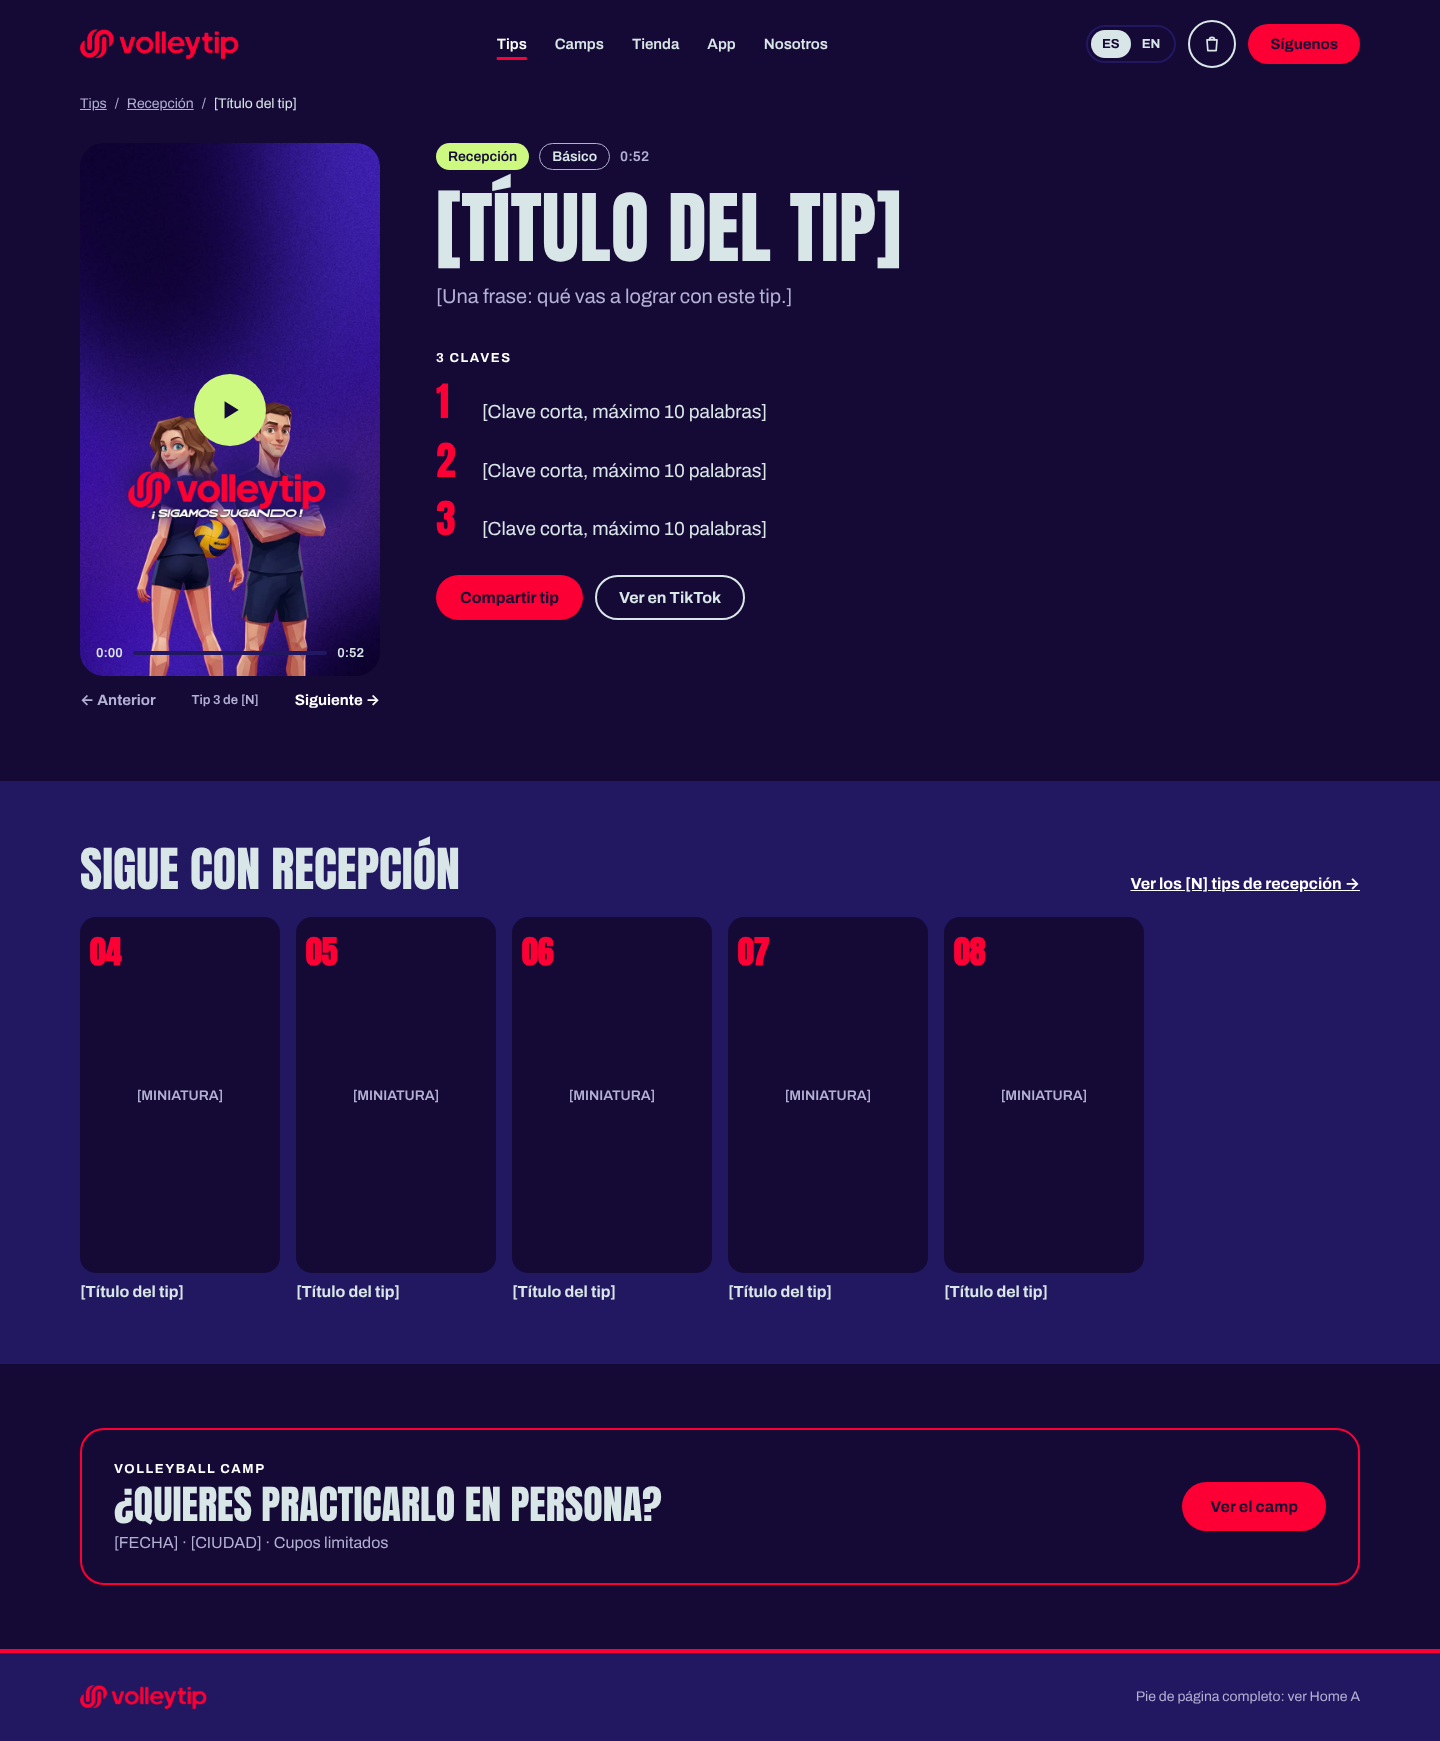 volleytip
Tips Camps Tienda App Nosotros
ES EN
Síguenos
Tips / Recepción / [Título del tip]
volleytip
¡SIGAMOS JUGANDO!
0:00 0:52
← Anterior Tip 3 de [N] Siguiente →
Recepción Básico 0:52
[TÍTULO DEL TIP]
[Una frase: qué vas a lograr con este tip.]
3 CLAVES
1 [Clave corta, máximo 10 palabras]
2 [Clave corta, máximo 10 palabras]
3 [Clave corta, máximo 10 palabras]
Compartir tip Ver en TikTok
SIGUE CON RECEPCIÓN
Ver los [N] tips de recepción →
04 05 06 07 08
[MINIATURA] [MINIATURA] [MINIATURA] [MINIATURA] [MINIATURA]
[Título del tip] [Título del tip] [Título del tip] [Título del tip] [Título del tip]
VOLLEYBALL CAMP
¿QUIERES PRACTICARLO EN PERSONA?
[FECHA] · [CIUDAD] · Cupos limitados
Ver el camp
volleytip
Pie de página completo: ver Home A